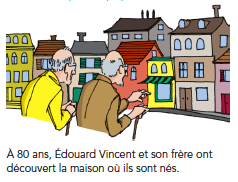 À 80 ans, Édouard Vincent et son frère ont
découvert la maison où ils sont nés.